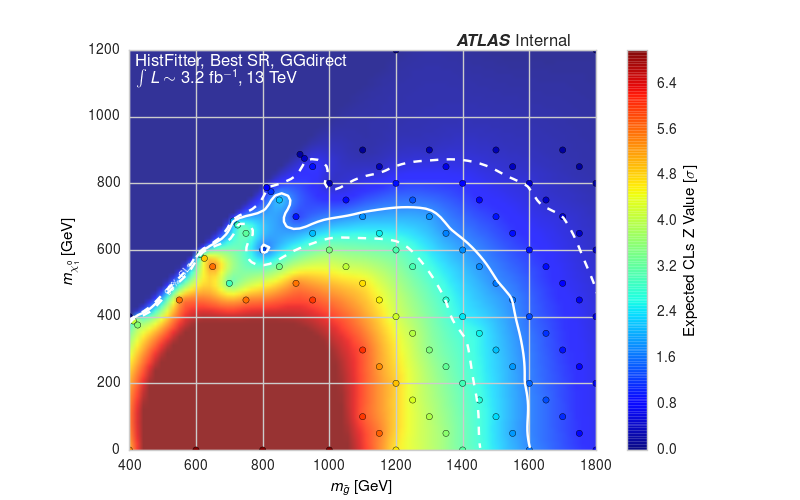 ATLAS Internal
HistFitter, Best SR, GGdirect
∫ L ∼ 3.2 fb⁻¹, 13 TeV
1200
1000
800
600
400
200
0
m_χ̃₁⁰ [GeV]
400 600 800 1000 1200 1400 1600 1800
m_g̃ [GeV]
6.4
5.6
4.8
4.0
3.2
2.4
1.6
0.8
0.0
Expected CLs Z Value [σ]